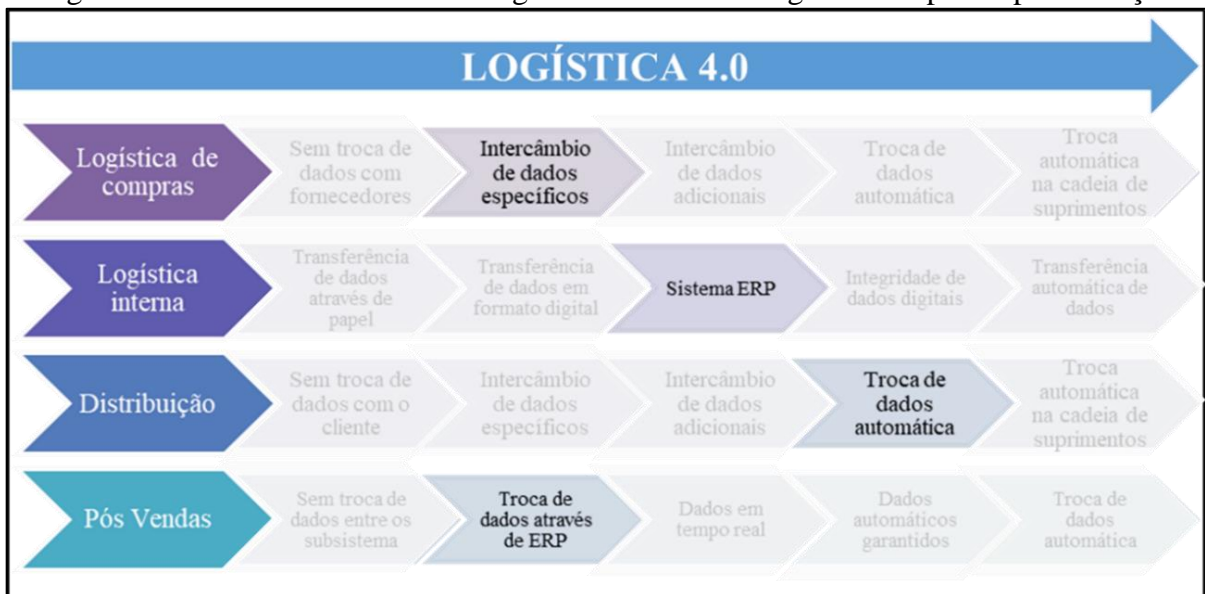 LOGÍSTICA 4.0
Logística de
compras
Sem troca de
dados com
fornecedores
Intercâmbio
de dados
específicos
Intercâmbio
de dados
adicionais
Troca de
dados
automática
Troca
automática
na cadeia de
suprimentos
Logística
interna
Transferência
de dados
através de
papel
Transferência
de dados em
formato digital
Sistema ERP
Integridade de
dados digitais
Transferência
automática de
dados
Distribuição
Sem troca de
dados com o
cliente
Intercâmbio
de dados
específicos
Intercâmbio
de dados
adicionais
Troca de
dados
automática
Troca
automática
na cadeia de
suprimentos
Pós Vendas
Sem troca de
dados entre os
subsistema
Troca de
dados através
de ERP
Dados em
tempo real
Dados
automáticos
garantidos
Troca de
dados
automática